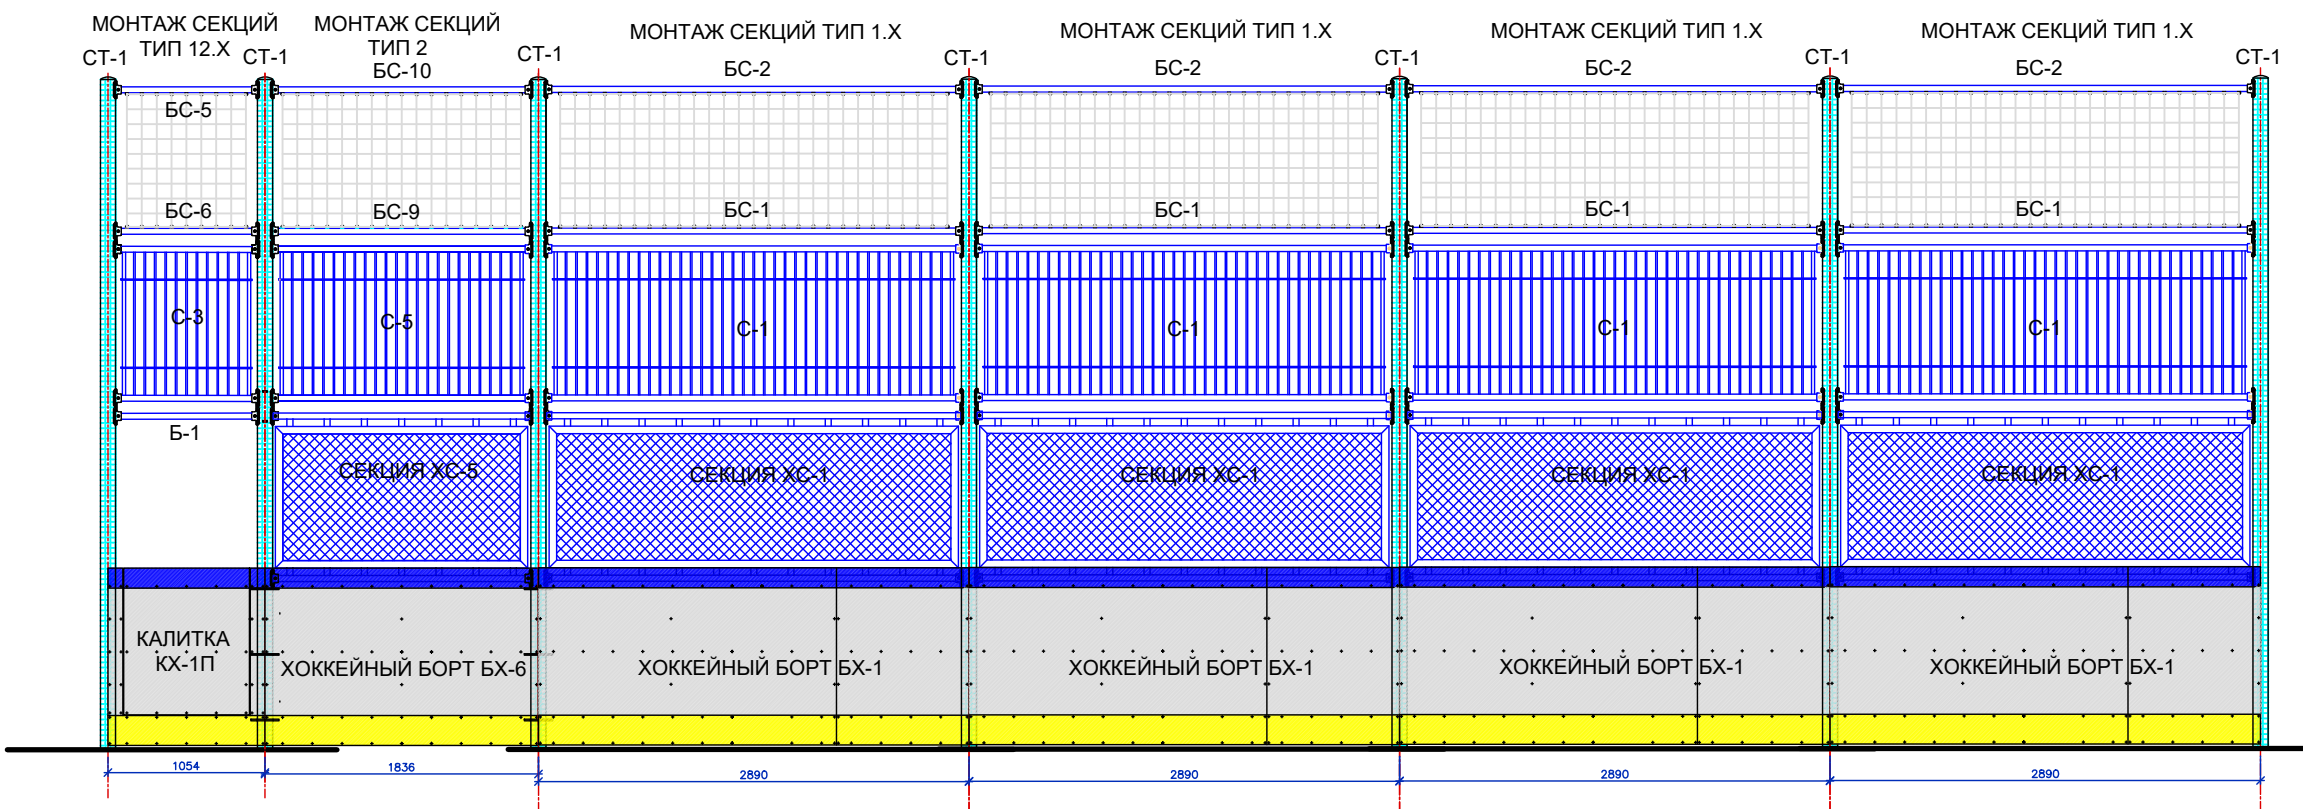 МОНТАЖ СЕКЦИЙ
ТИП 12.Х
МОНТАЖ СЕКЦИЙ
ТИП 2
МОНТАЖ СЕКЦИЙ ТИП 1.Х
МОНТАЖ СЕКЦИЙ ТИП 1.Х
МОНТАЖ СЕКЦИЙ ТИП 1.Х
МОНТАЖ СЕКЦИЙ ТИП 1.Х
СТ-1
СТ-1
СТ-1
СТ-1
СТ-1
СТ-1
СТ-1
БС-10
БС-2
БС-2
БС-2
БС-2
БС-5
БС-6
БС-9
БС-1
БС-1
БС-1
БС-1
С-3
С-5
С-1
С-1
С-1
С-1
Б-1
СЕКЦИЯ ХС-5
СЕКЦИЯ ХС-1
СЕКЦИЯ ХС-1
СЕКЦИЯ ХС-1
СЕКЦИЯ ХС-1
КАЛИТКА
КХ-1П
ХОККЕЙНЫЙ БОРТ БХ-6
ХОККЕЙНЫЙ БОРТ БХ-1
ХОККЕЙНЫЙ БОРТ БХ-1
ХОККЕЙНЫЙ БОРТ БХ-1
ХОККЕЙНЫЙ БОРТ БХ-1
1054
1836
2890
2890
2890
2890